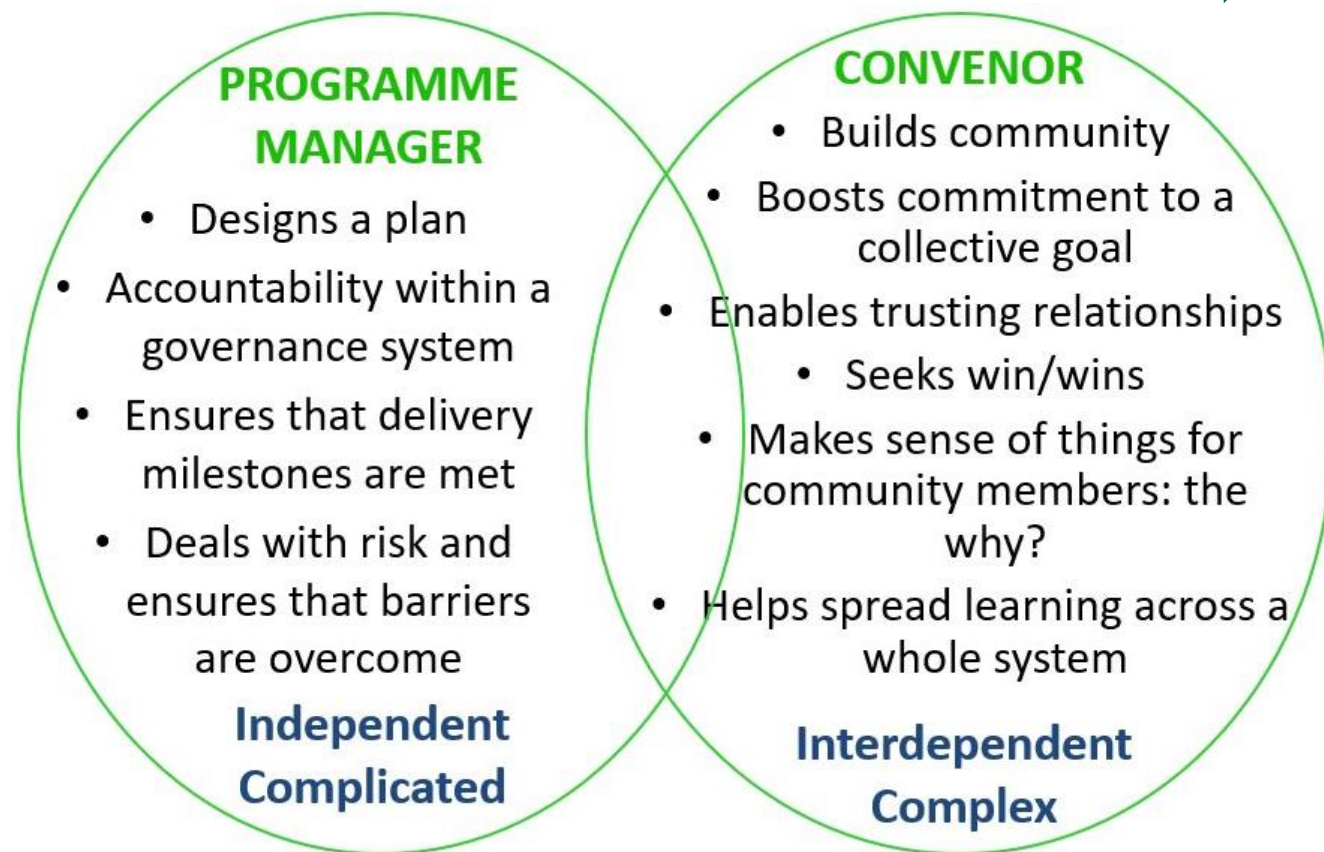 PROGRAMME
MANAGER
• Designs a plan
• Accountability within a
governance system
• Ensures that delivery
milestones are met
• Deals with risk and
ensures that barriers
are overcome
Independent
Complicated
CONVENOR
• Builds community
• Boosts commitment to a
collective goal
• Enables trusting relationships
• Seeks win/wins
• Makes sense of things for
community members: the
why?
• Helps spread learning across a
whole system
Interdependent
Complex